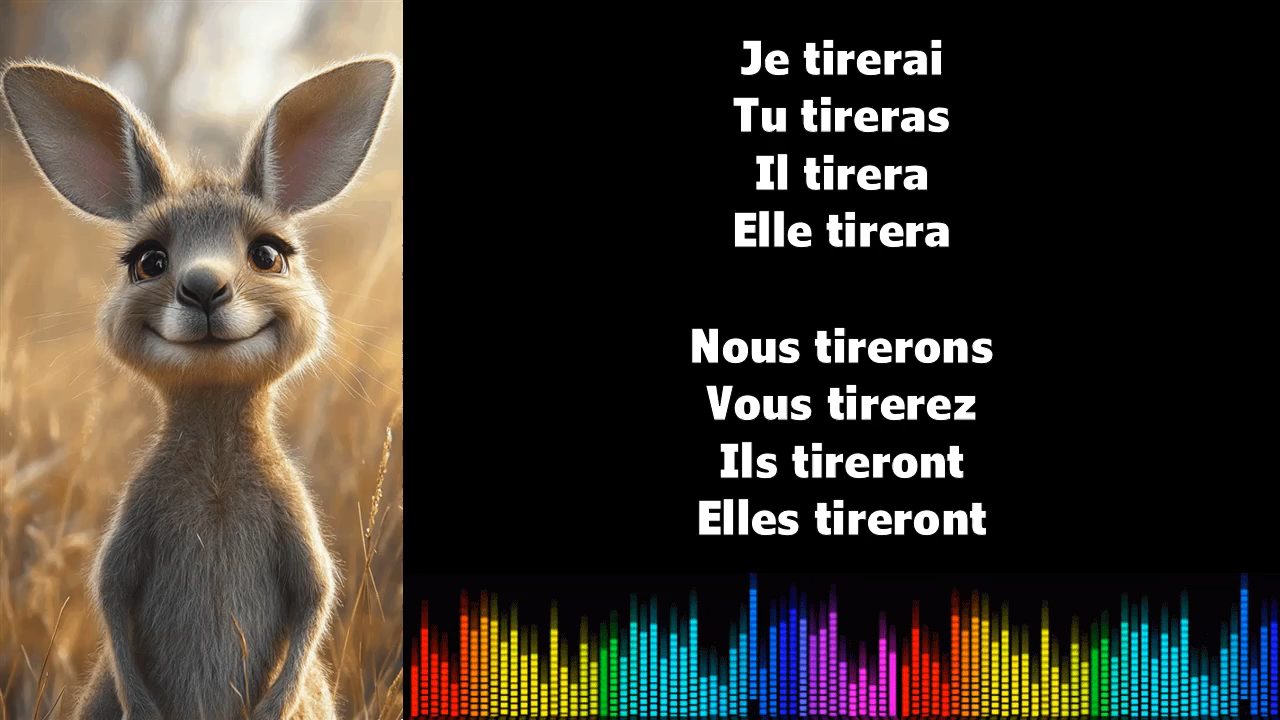 Je tirerai
Tu tireras
Il tirera
Elle tirera
Nous tirerons
Vous tirerez
Ils tireront
Elles tireront